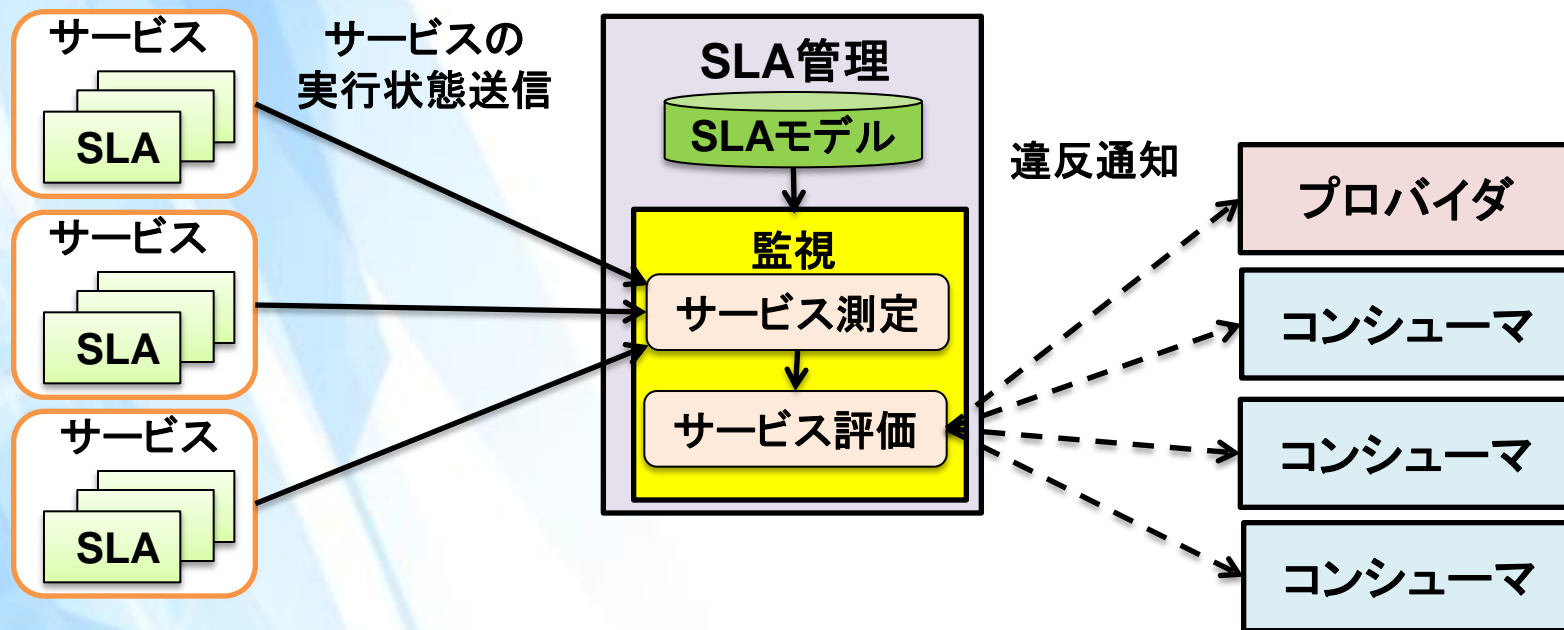 サービス
SLA
サービス
SLA
サービス
SLA
サービスの
実行状態送信
SLA管理
SLAモデル
監視
サービス測定
サービス評価
違反通知
プロバイダ
コンシューマ
コンシューマ
コンシューマ